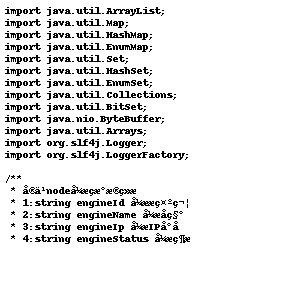 import java.util.ArrayList;
import java.util.Map;
import java.util.HashMap;
import java.util.EnumMap;
import java.util.Set;
import java.util.HashSet;
import java.util.EnumSet;
import java.util.Collections;
import java.util.BitSet;
import java.nio.ByteBuffer;
import java.util.Arrays;
import org.slf4j.Logger;
import org.slf4j.LoggerFactory;
/**
 * å®ä¹nodeå¼æçæ°æ®ç»æ
 * 1:string engineId å¼ææ ç¤ºç¬¦
 * 2:string engineName å¼æåç§°
 * 3:string engineIp å¼æIPå°å
 * 4:string engineStatus å¼æç¶æ